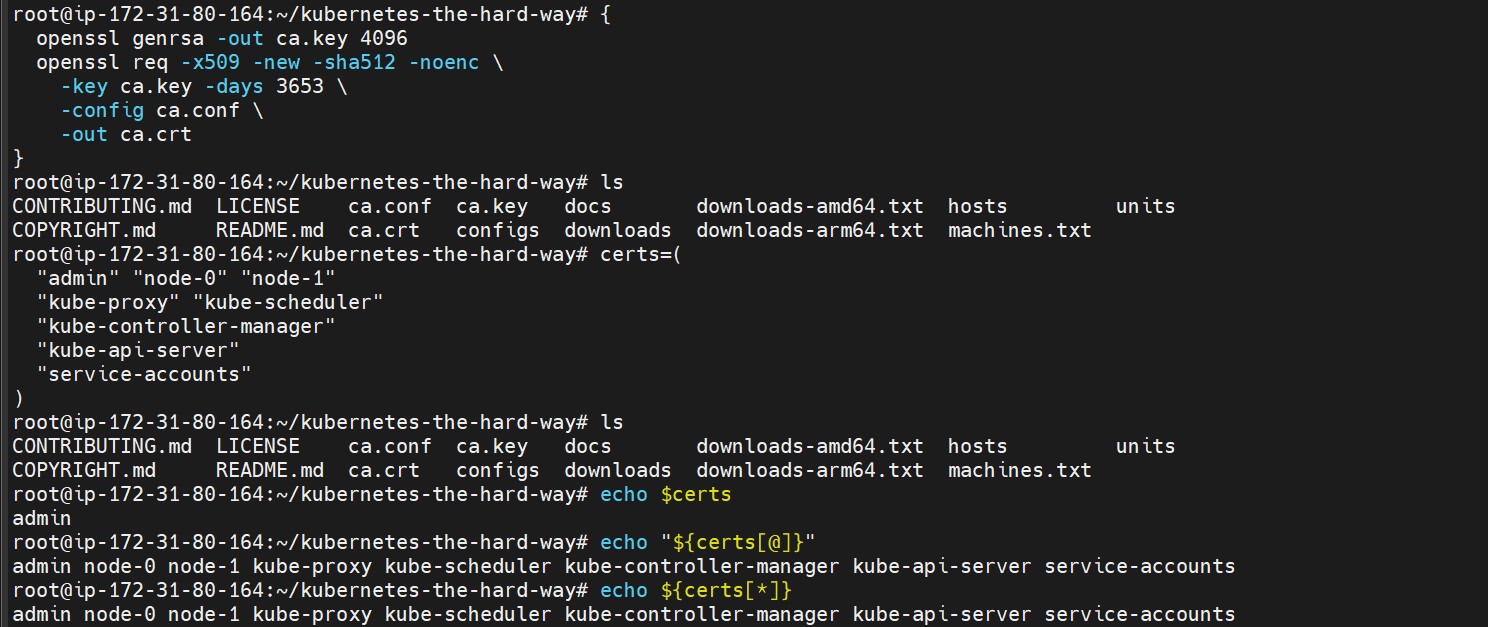 root@ip-172-31-80-164:~/kubernetes-the-hard-way# {
  openssl genrsa -out ca.key 4096
  openssl req -x509 -new -sha512 -noenc \
    -key ca.key -days 3653 \
    -config ca.conf \
    -out ca.crt
}
root@ip-172-31-80-164:~/kubernetes-the-hard-way# ls
CONTRIBUTING.md  LICENSE    ca.conf  ca.key   docs       downloads-amd64.txt  hosts         units
COPYRIGHT.md     README.md  ca.crt   configs  downloads  downloads-arm64.txt  machines.txt
root@ip-172-31-80-164:~/kubernetes-the-hard-way# certs=(
  "admin" "node-0" "node-1"
  "kube-proxy" "kube-scheduler"
  "kube-controller-manager"
  "kube-api-server"
  "service-accounts"
)
root@ip-172-31-80-164:~/kubernetes-the-hard-way# ls
CONTRIBUTING.md  LICENSE    ca.conf  ca.key   docs       downloads-amd64.txt  hosts         units
COPYRIGHT.md     README.md  ca.crt   configs  downloads  downloads-arm64.txt  machines.txt
root@ip-172-31-80-164:~/kubernetes-the-hard-way# echo $certs
admin
root@ip-172-31-80-164:~/kubernetes-the-hard-way# echo "${certs[@]}"
admin node-0 node-1 kube-proxy kube-scheduler kube-controller-manager kube-api-server service-accounts
root@ip-172-31-80-164:~/kubernetes-the-hard-way# echo ${certs[*]}
admin node-0 node-1 kube-proxy kube-scheduler kube-controller-manager kube-api-server service-accounts